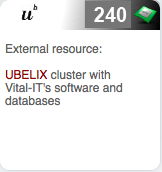 u b
240
External resource:
UBELIX cluster with
Vital-IT's software and
databases